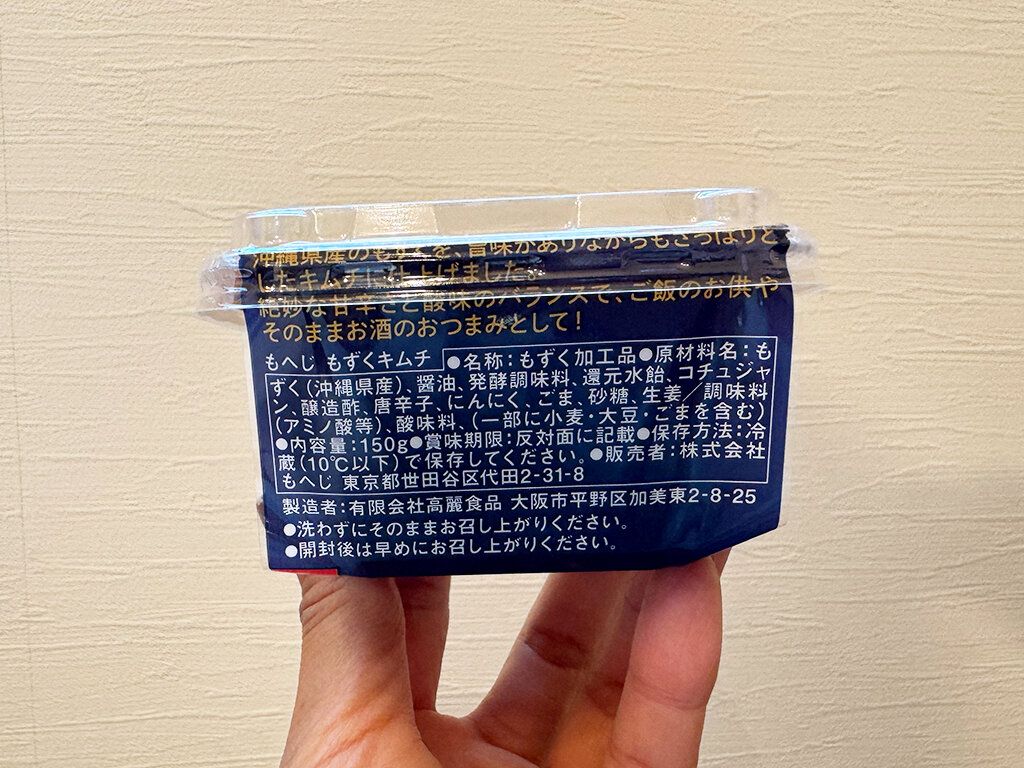 沖縄県産のもずくを、旨味がありながらもさっぱりと
したキムチに仕上げました。
絶妙な甘辛さと酸味のバランスで、ご飯のお供や
そのままお酒のおつまみとして!
もへじ もずくキムチ ●名称:もずく加工品●原材料名:も
ずく(沖縄県産)、醤油、発酵調味料、還元水飴、コチュジャ
ン、醸造酢、唐辛子、にんにく、ごま、砂糖、生姜/調味料
(アミノ酸等)、酸味料、(一部に小麦・大豆・ごまを含む)
●内容量:150g●賞味期限:反対面に記載●保存方法:冷
蔵(10℃以下)で保存してください。●販売者:株式会社
もへじ 東京都世田谷区代田2-31-8
製造者:有限会社高麗食品 大阪市平野区加美東2-8-25
●洗わずにそのままお召し上がりください。
●開封後は早めにお召し上がりください。